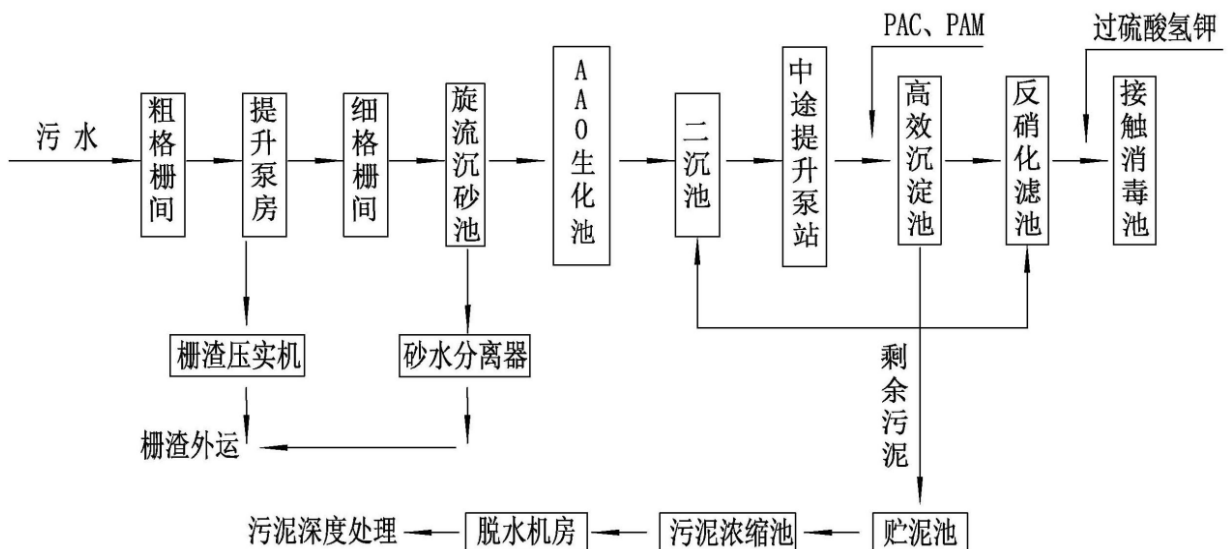 PAC、PAM
过硫酸氢钾
污水
粗格栅间
提升泵房
细格栅间
旋流沉砂池
AAO生化池
二沉池
中途提升泵站
高效沉淀池
反硝化滤池
接触消毒池
栅渣压实机
砂水分离器
剩余污泥
栅渣外运
污泥深度处理
脱水机房
污泥浓缩池
贮泥池